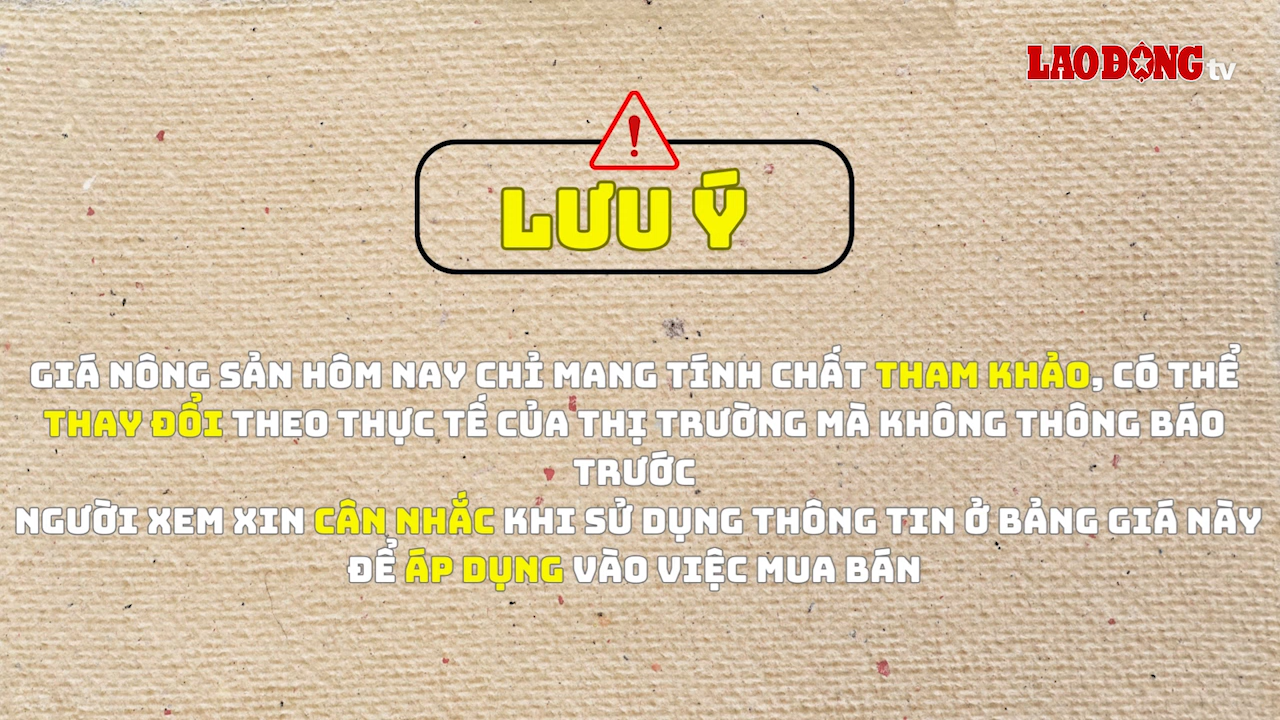 LAO ĐỘNG tv
LƯU Ý
GIÁ NÔNG SẢN HÔM NAY CHỈ MANG TÍNH CHẤT THAM KHẢO, CÓ THỂ
THAY ĐỔI THEO THỰC TẾ CỦA THỊ TRƯỜNG MÀ KHÔNG THÔNG BÁO
TRƯỚC
NGƯỜI XEM XIN CÂN NHẮC KHI SỬ DỤNG THÔNG TIN Ở BẢNG GIÁ NÀY
ĐỂ ÁP DỤNG VÀO VIỆC MUA BÁN